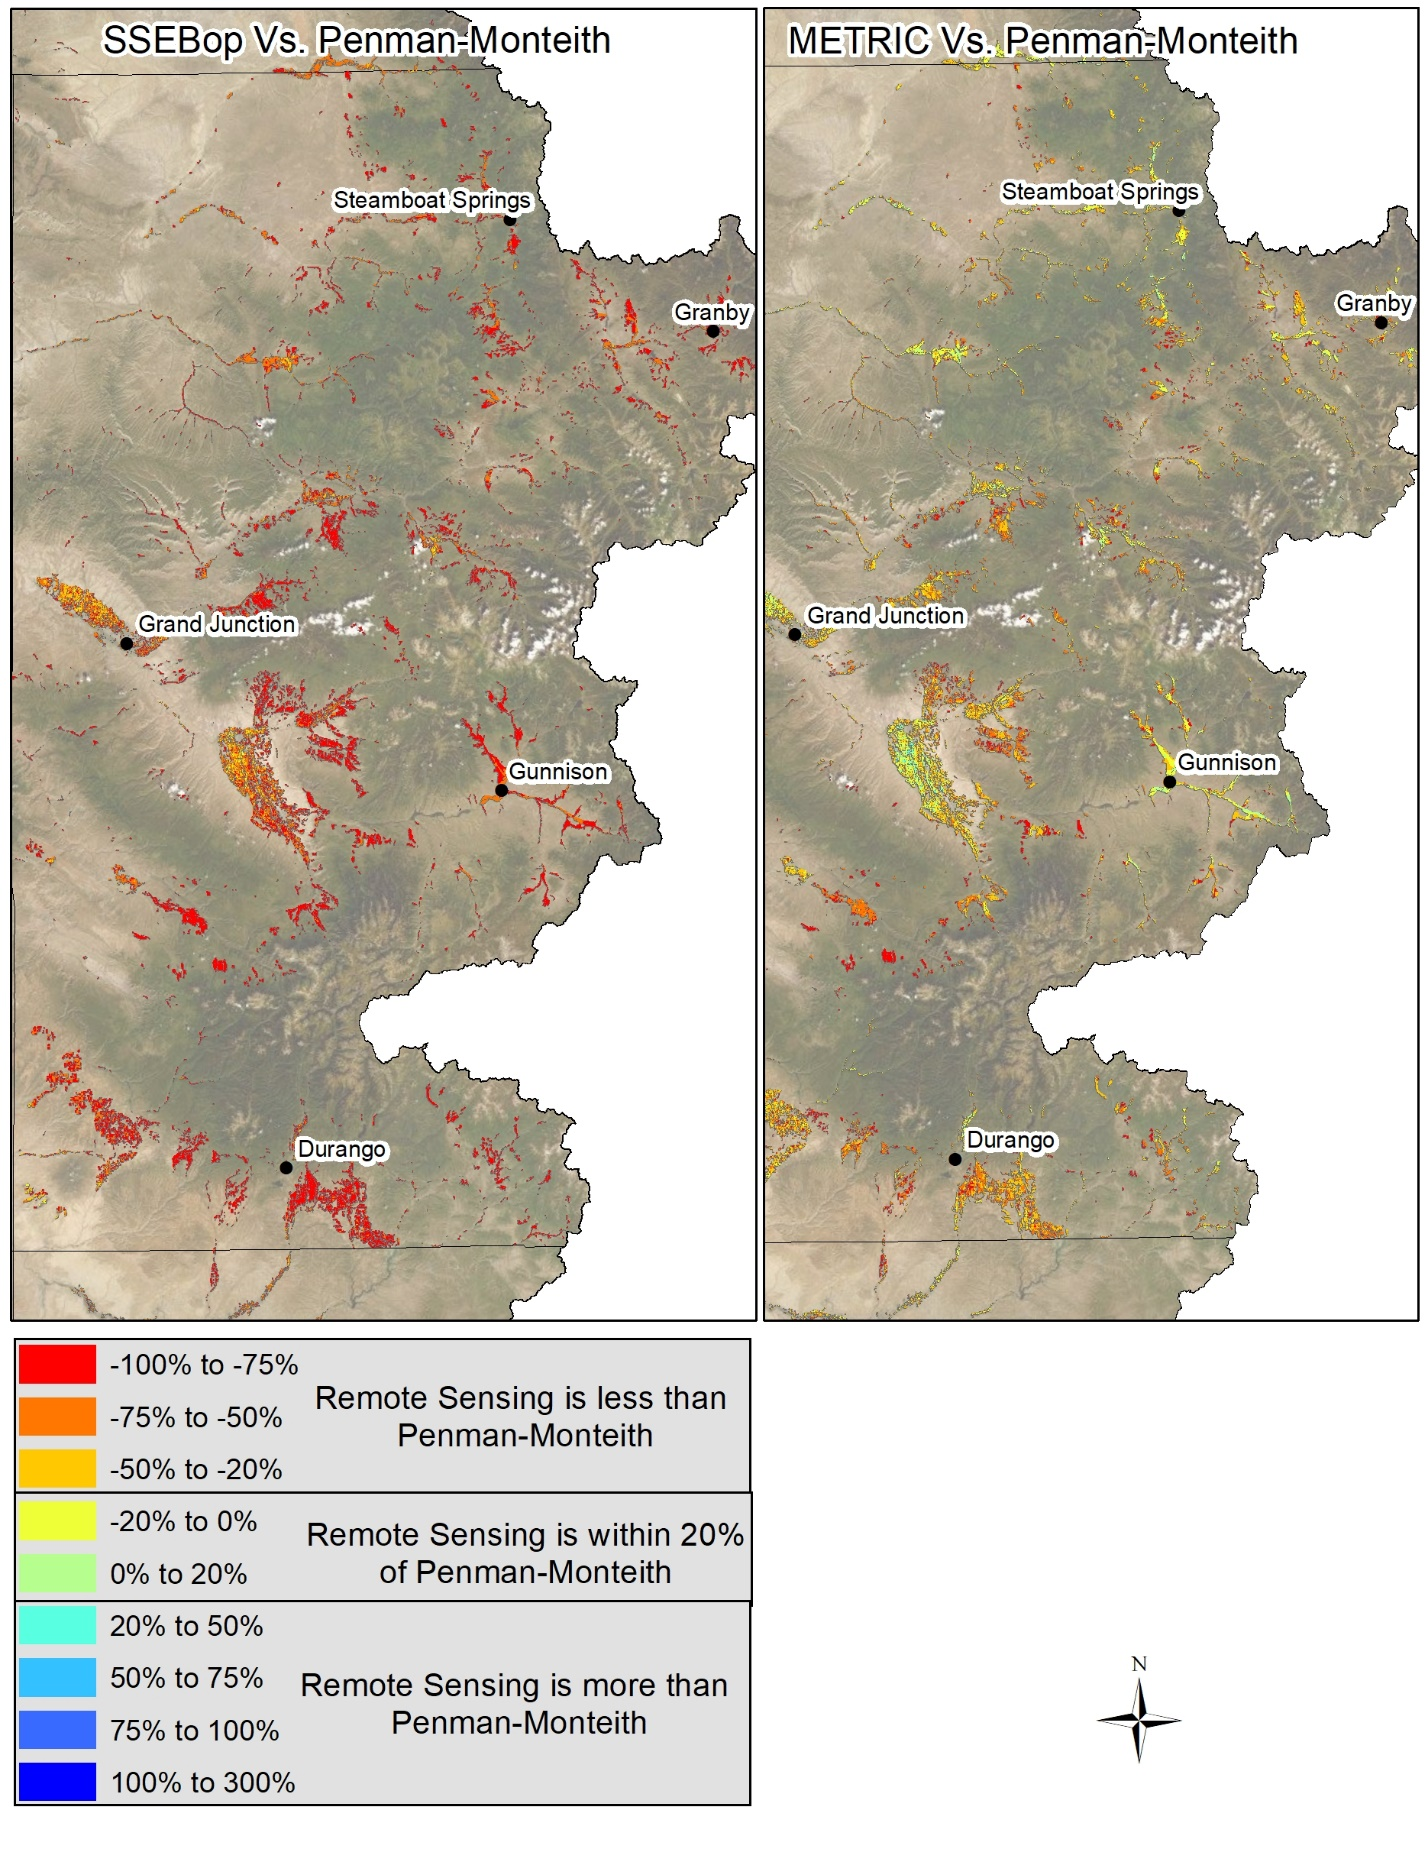 SSEBop Vs. Penman-Monteith
Steamboat Springs
Granby
Grand Junction
Gunnison
Durango
METRIC Vs. Penman-Monteith
Steamboat Springs
Granby
Grand Junction
Gunnison
Durango
-100% to -75%
-75% to -50%
-50% to -20%
Remote Sensing is less than
Penman-Monteith
-20% to 0%
0% to 20%
Remote Sensing is within 20%
of Penman-Monteith
20% to 50%
50% to 75%
75% to 100%
100% to 300%
Remote Sensing is more than
Penman-Monteith
N